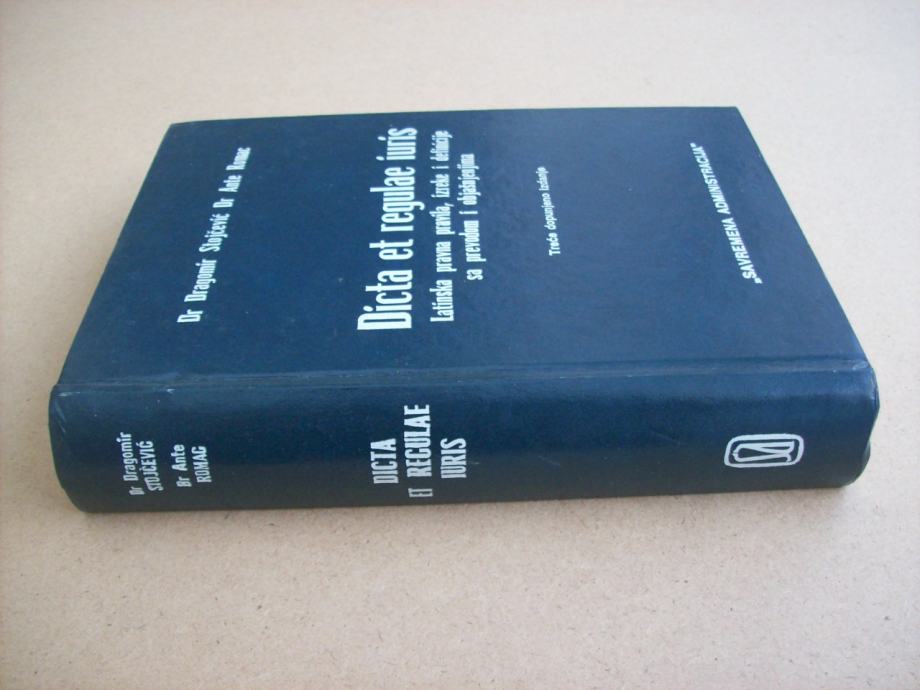 Dr Dragomir Stojčević Dr Ante Romac
Dicta et regulae iuris
Latinska pravna pravila, izreke i definicije
sa prevodom i objašnjenjima
Treće dopunjeno izdanje
„SAVREMENA ADMINISTRACIJA”
Dr Dragomir
STOJČEVIĆ
Dr Ante
ROMAC
DICTA
ET REGULAE
IURIS